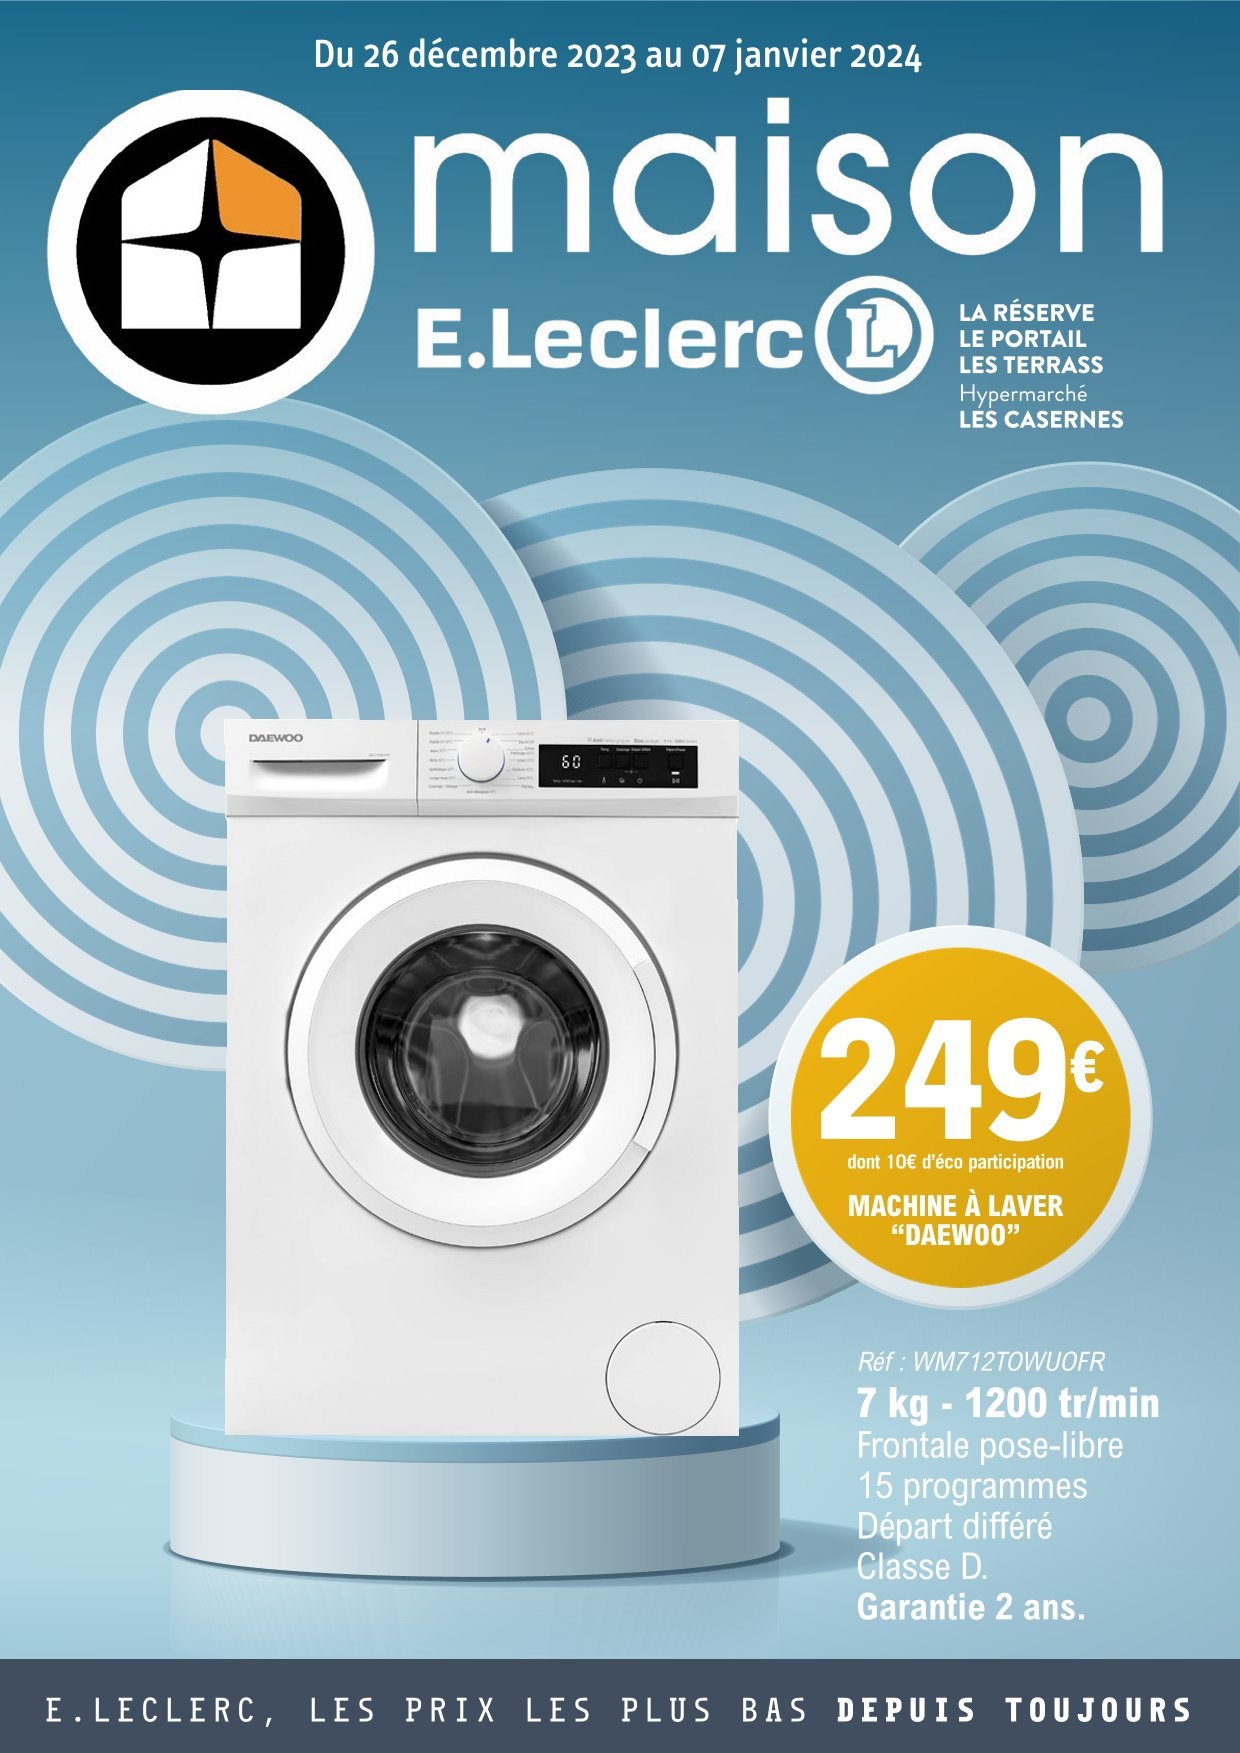 Du 26 décembre 2023 au 07 janvier 2024
maison
E.Leclerc L
LA RÉSERVE
LE PORTAIL
LES TERRASS
Hypermarché
LES CASERNES
DAEWOO
60
249€
dont 10€ d'éco participation
MACHINE À LAVER
“DAEWOO”
Réf : WM712TOWUOFR
7 kg - 1200 tr/min
Frontale pose-libre
15 programmes
Départ différé
Classe D.
Garantie 2 ans.
E.LECLERC, LES PRIX LES PLUS BAS DEPUIS TOUJOURS